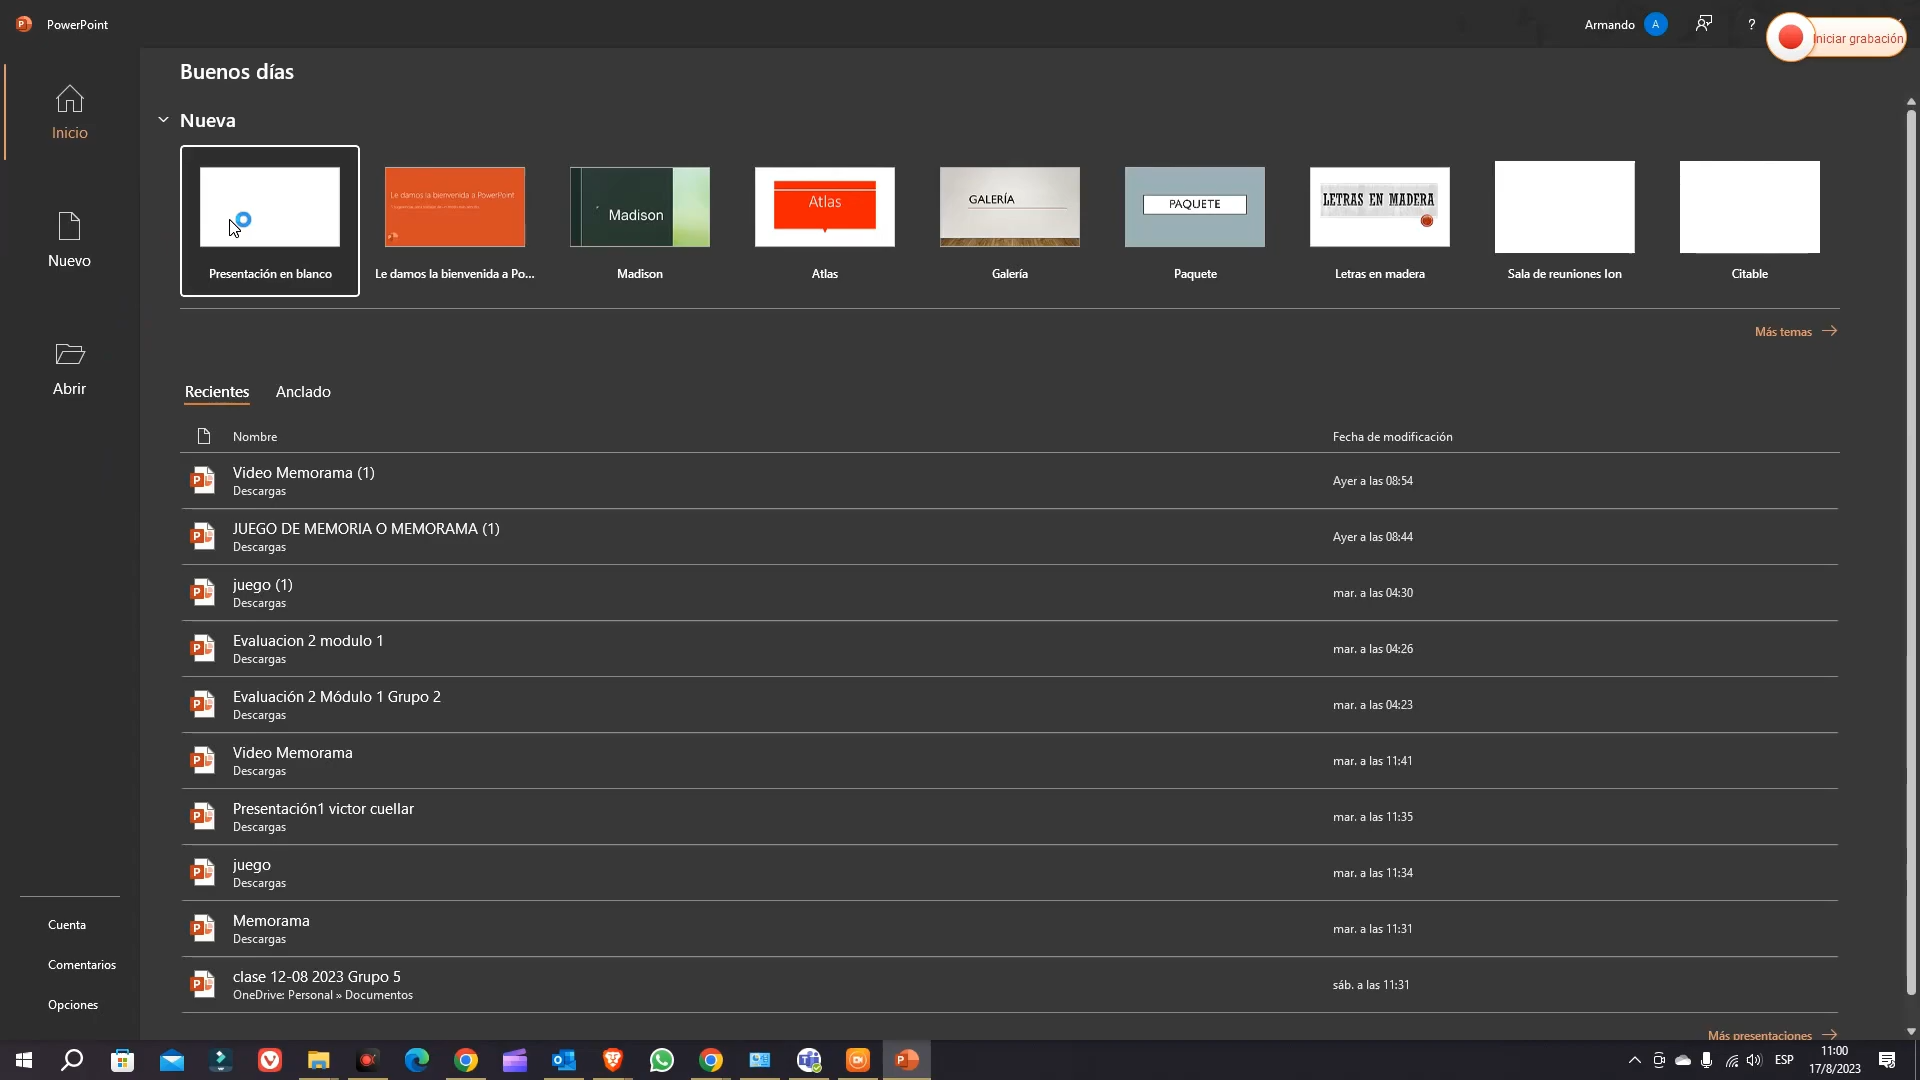 PowerPoint
Armando
A
?
Iniciar grabación
Buenos días
Inicio
Nueva
Nuevo
Abrir
Le damos la bienvenida a PowerPoint
Madison
Atlas
GALERÍA
PAQUETE
LETRAS EN MADERA
Presentación en blanco
Le damos la bienvenida a Po...
Madison
Atlas
Galería
Paquete
Letras en madera
Sala de reuniones Ion
Citable
Más temas
Recientes
Anclado
Nombre
Fecha de modificación
Video Memorama (1)
Descargas
Ayer a las 08:54
JUEGO DE MEMORIA O MEMORAMA (1)
Descargas
Ayer a las 08:44
juego (1)
Descargas
mar. a las 04:30
Evaluacion 2 modulo 1
Descargas
mar. a las 04:26
Evaluación 2 Módulo 1 Grupo 2
Descargas
mar. a las 04:23
Video Memorama
Descargas
mar. a las 11:41
Presentación1 victor cuellar
Descargas
mar. a las 11:35
juego
Descargas
mar. a las 11:34
Memorama
Descargas
mar. a las 11:31
clase 12-08 2023 Grupo 5
OneDrive: Personal » Documentos
sáb. a las 11:31
Cuenta
Comentarios
Opciones
Más presentaciones
ESP
11:00
17/8/2023